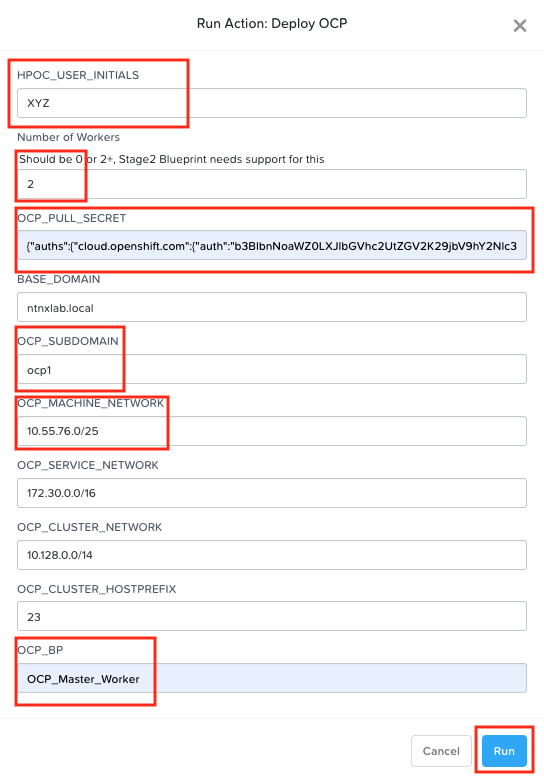 Run Action: Deploy OCP
HPOC_USER_INITIALS
XYZ
Number of Workers
Should be 0 or 2+, Stage2 Blueprint needs support for this
2
OCP_PULL_SECRET
{"auths":{"cloud.openshift.com":{"auth":"b3BlbnNoaWZ0LXJlbGVhc2UtZGV2K29jbV9hY2Nlc3
BASE_DOMAIN
ntnxlab.local
OCP_SUBDOMAIN
ocp1
OCP_MACHINE_NETWORK
10.55.76.0/25
OCP_SERVICE_NETWORK
172.30.0.0/16
OCP_CLUSTER_NETWORK
10.128.0.0/14
OCP_CLUSTER_HOSTPREFIX
23
OCP_BP
OCP_Master_Worker
Cancel Run